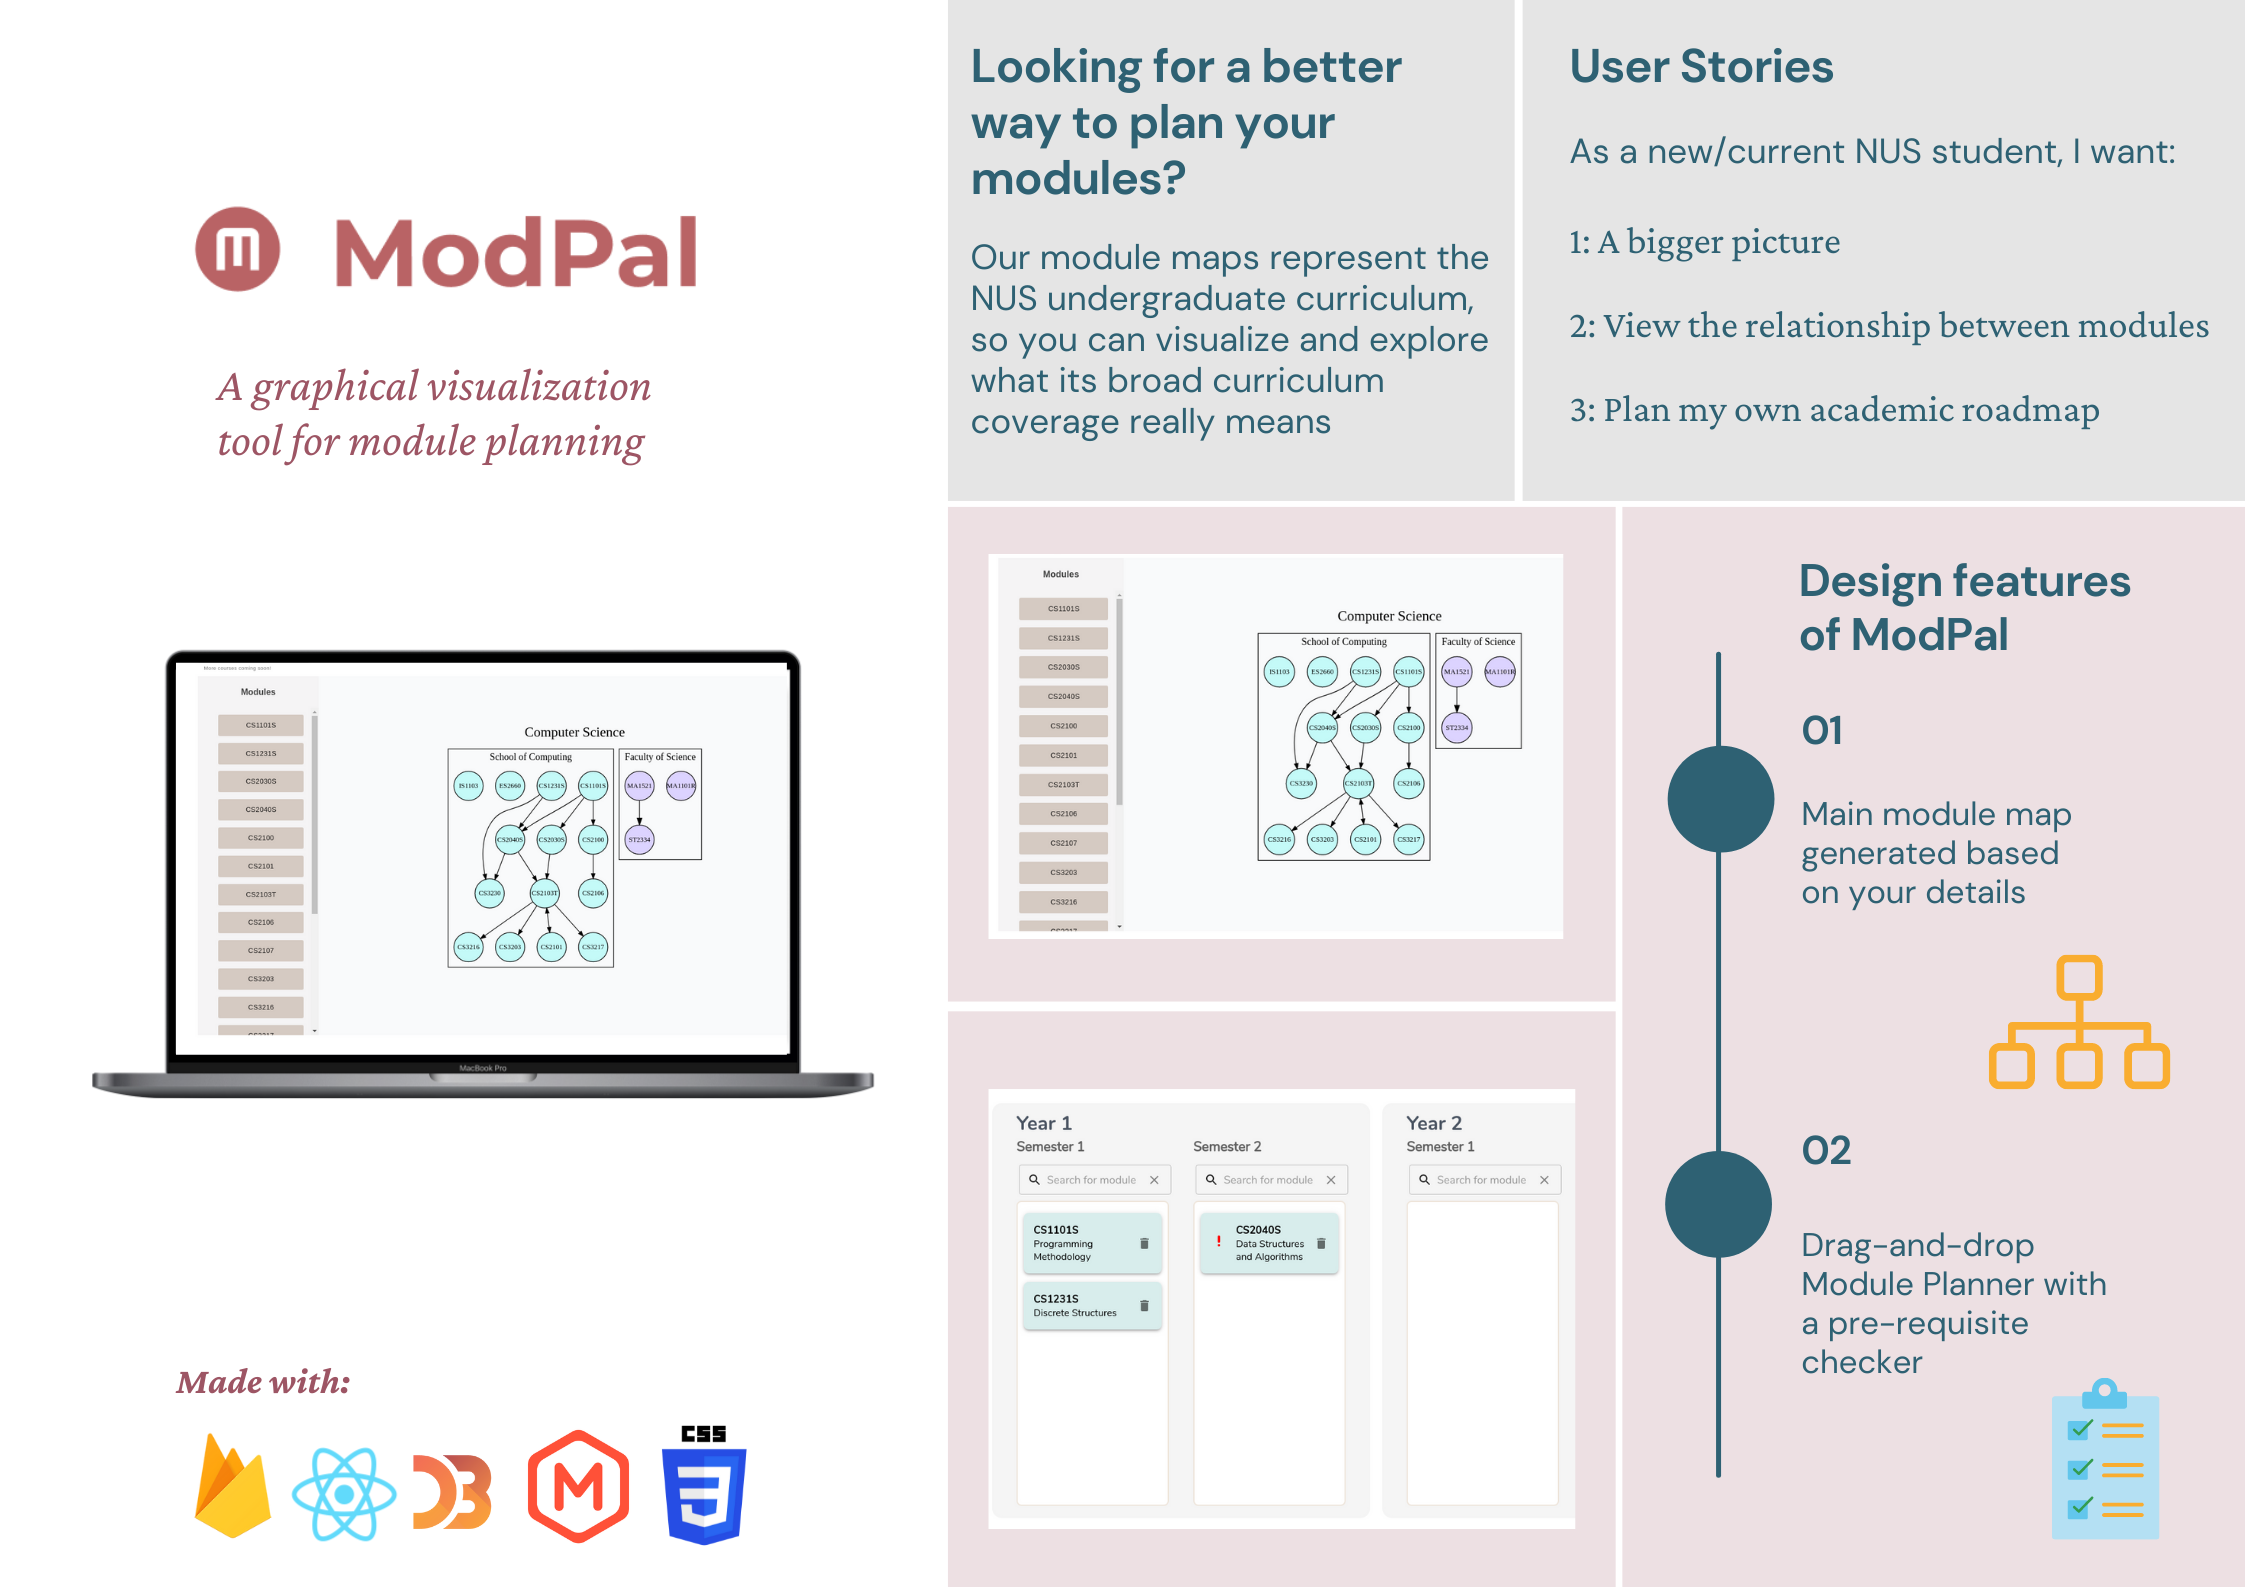 ModPal
A graphical visualization
tool for module planning
More courses coming soon!
Modules
CS1101S
CS1231S
CS2030S
CS2040S
CS2100
CS2101
CS2103T
CS2106
CS2107
CS3203
CS3216
CS3217
Computer Science
School of Computing
Faculty of Science
IS1103
ES2660
CS1231S
CS1101S
MA1521
MA1101R
CS2040S
CS2030S
CS2100
ST2334
CS3230
CS2103T
CS2106
CS3216
CS3203
CS2101
CS3217
MacBook Pro
Made with:
CSS
Looking for a better
way to plan your
modules?
Our module maps represent the
NUS undergraduate curriculum,
so you can visualize and explore
what its broad curriculum
coverage really means
User Stories
As a new/current NUS student, I want:
1: A bigger picture
2: View the relationship between modules
3: Plan my own academic roadmap
Modules
CS1101S
CS1231S
CS2030S
CS2040S
CS2100
CS2101
CS2103T
CS2106
CS2107
CS3203
CS3216
CS3217
Computer Science
School of Computing
Faculty of Science
IS1103
ES2660
CS1231S
CS1101S
MA1521
MA1101R
CS2040S
CS2030S
CS2100
ST2334
CS3230
CS2103T
CS2106
CS3216
CS3203
CS2101
CS3217
Year 1
Semester 1
Search for module
CS1101S
Programming
Methodology
CS1231S
Discrete Structures
Semester 2
Search for module
! CS2040S
Data Structures
and Algorithms
Year 2
Semester 1
Search for module
Design features
of ModPal
01
Main module map
generated based
on your details
02
Drag-and-drop
Module Planner with
a pre-requisite
checker